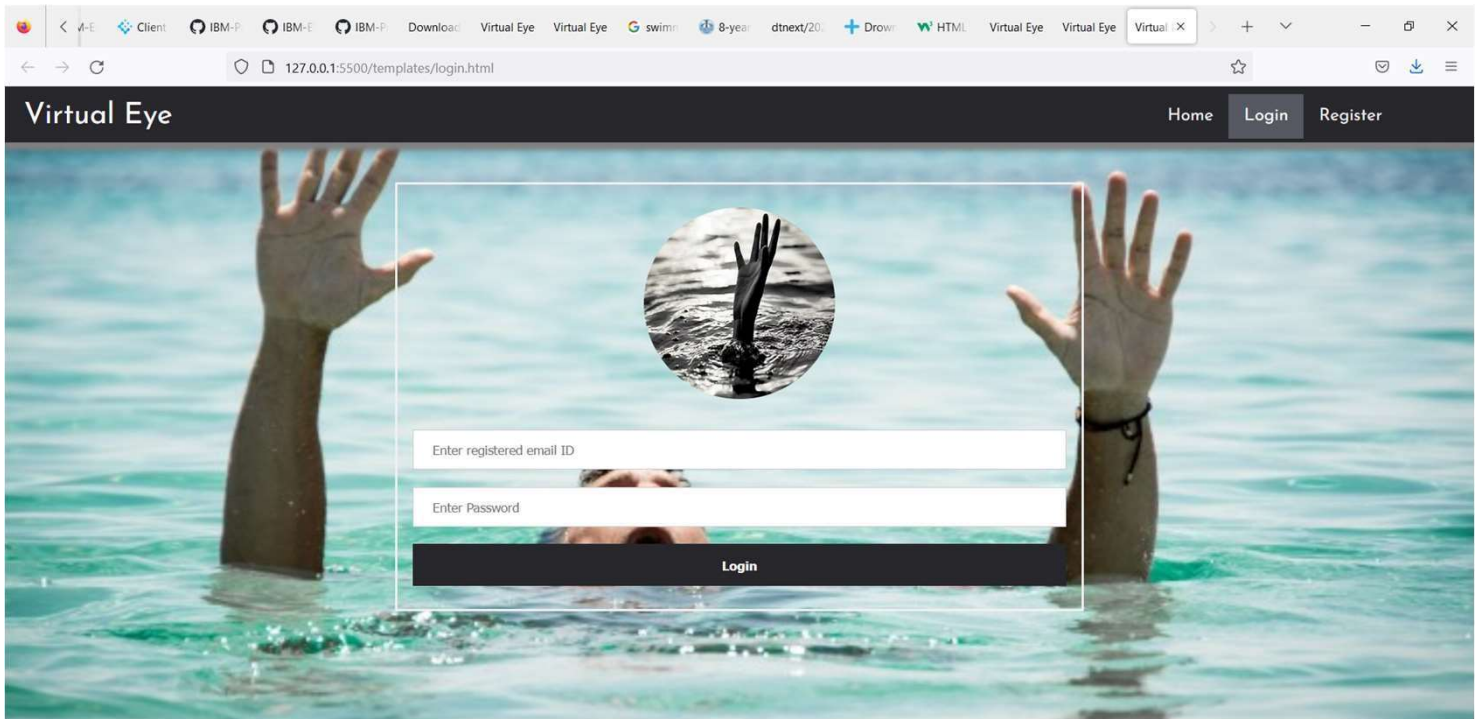 Client
IBM-P
IBM-E
IBM-P
Download
Virtual Eye
Virtual Eye
swimm
8-year
dtnext/202
Drown
HTML
Virtual Eye
Virtual Eye
Virtual
127.0.0.1:5500/templates/login.html
Virtual Eye
Home Login Register
Enter registered email ID
Enter Password
Login